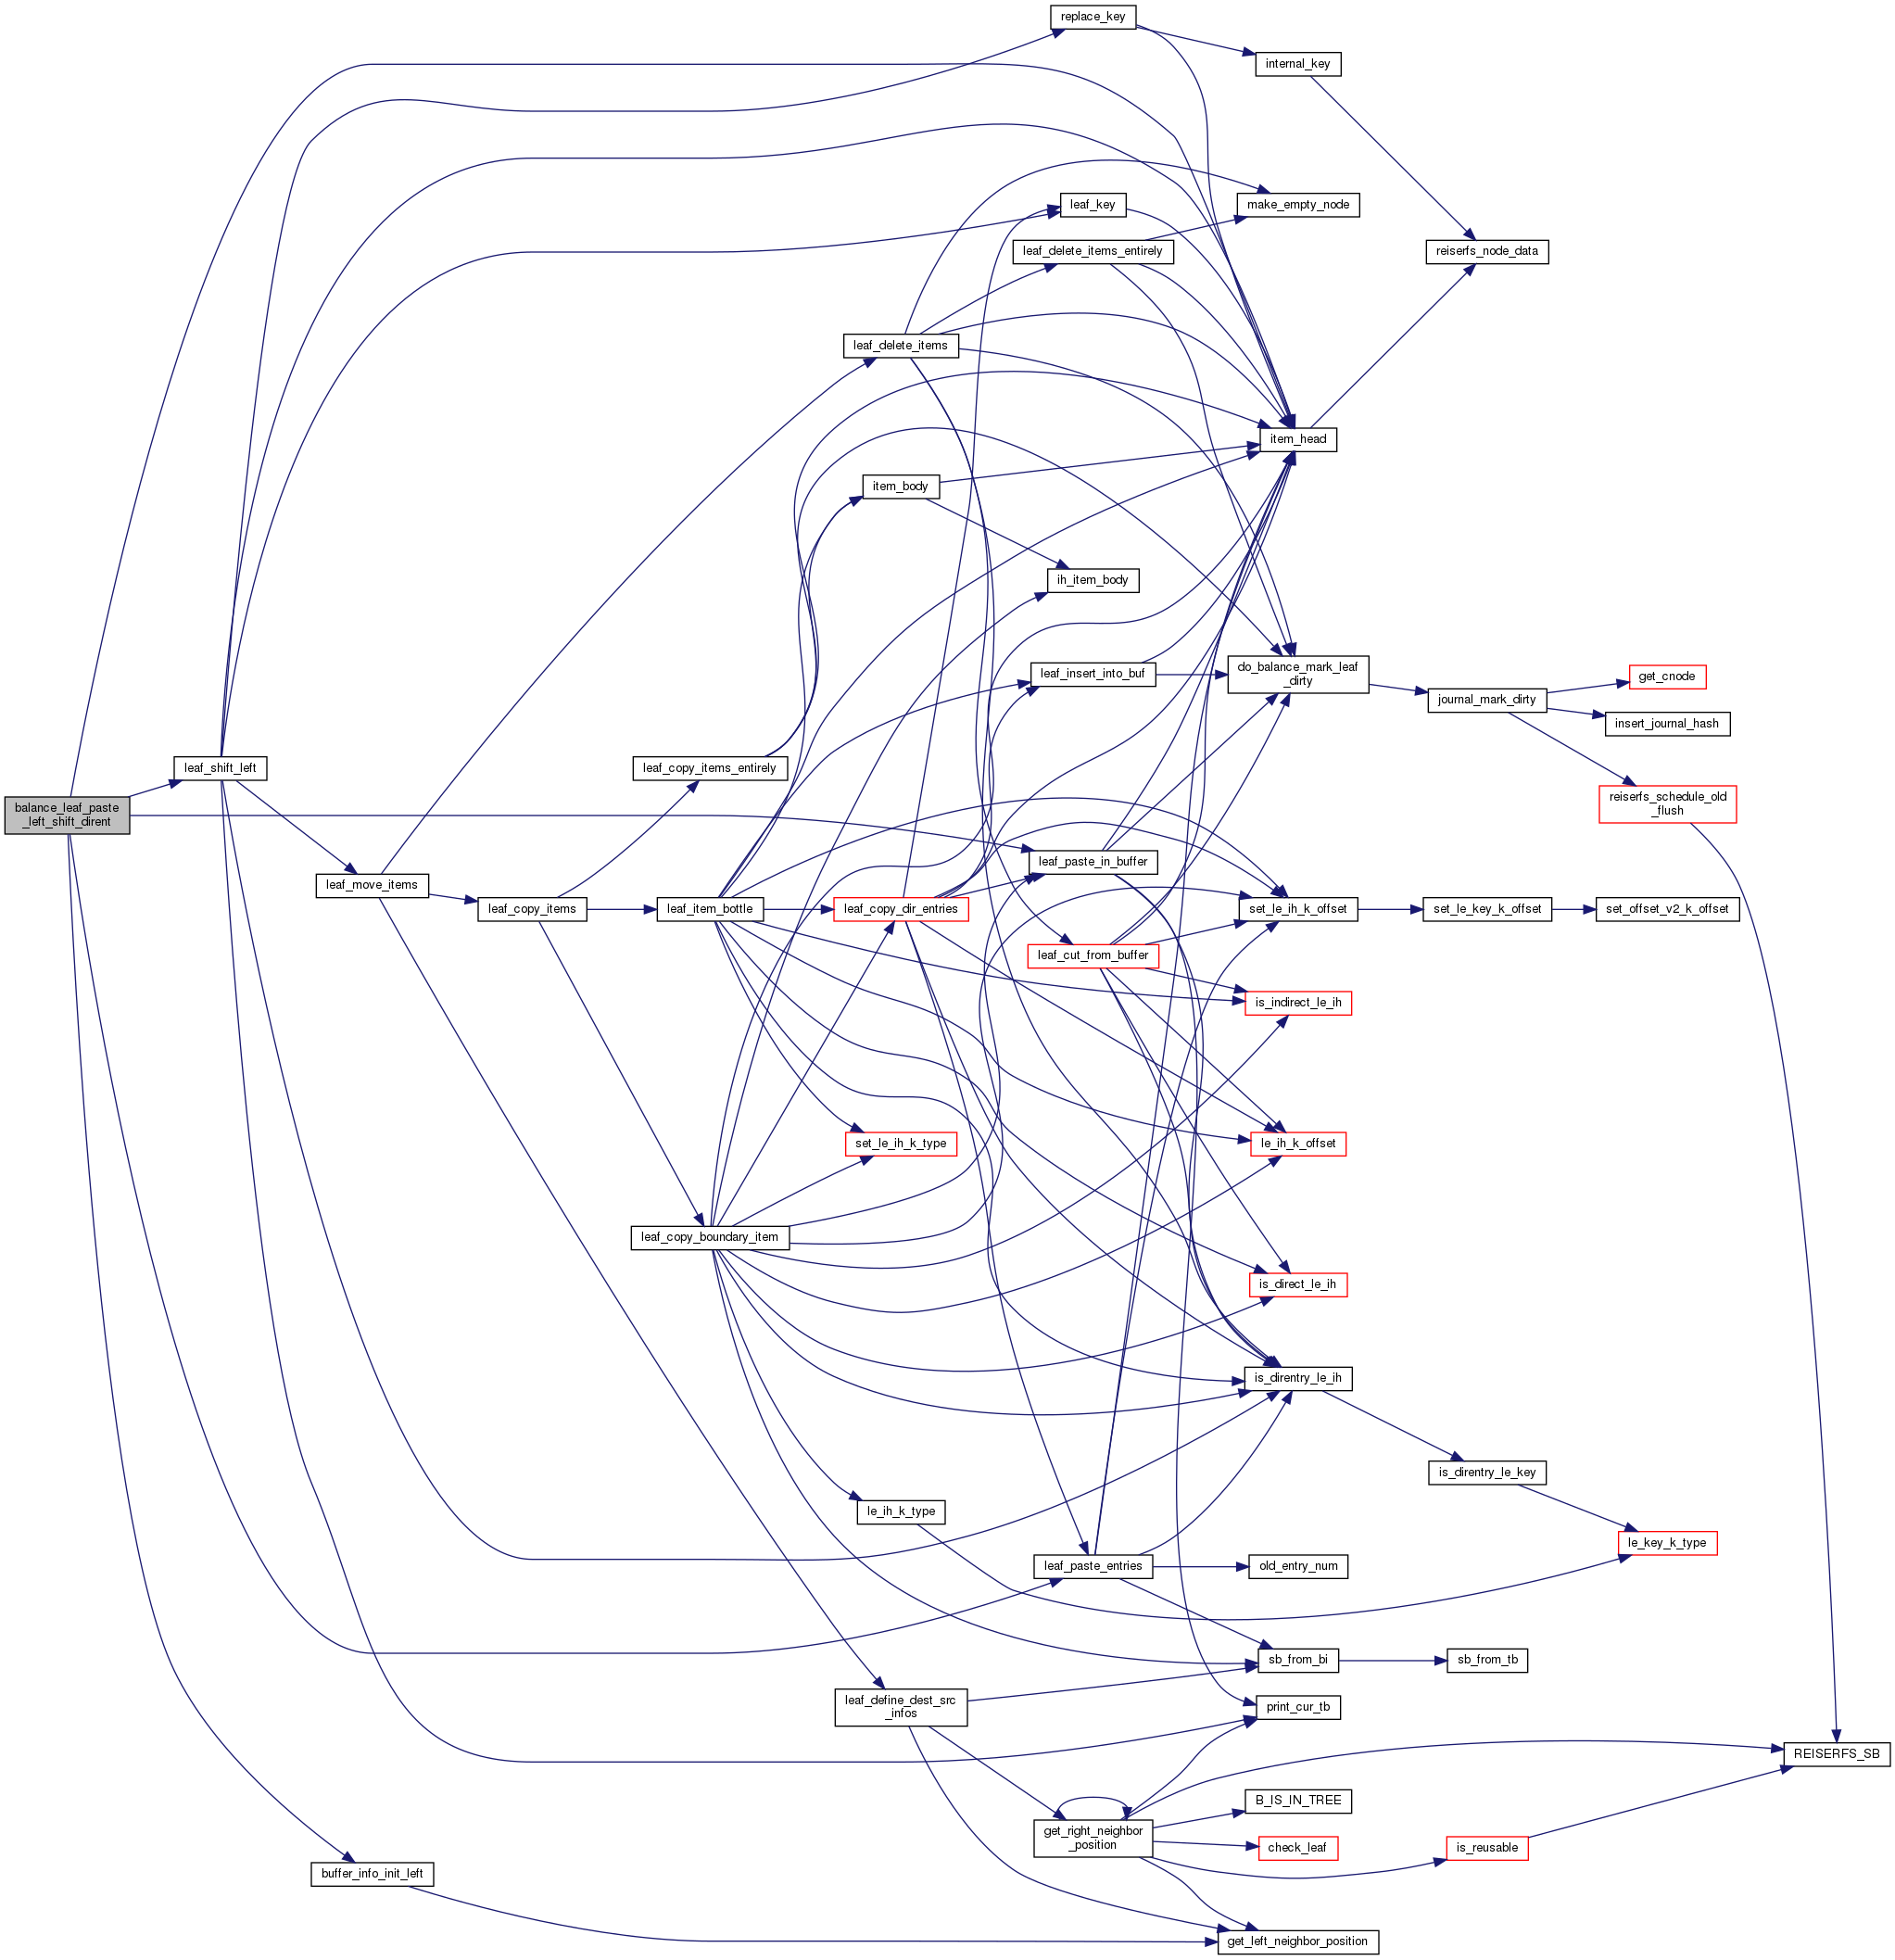 replace_key
internal_key
make_empty_node
leaf_key
leaf_delete_items_entirely
reiserfs_node_data
leaf_delete_items
item_head
item_body
ih_item_body
leaf_insert_into_buf
do_balance_mark_leaf
_dirty
get_cnode
journal_mark_dirty
insert_journal_hash
leaf_shift_left
leaf_copy_items_entirely
reiserfs_schedule_old
_flush
balance_leaf_paste
_left_shift_dirent
leaf_paste_in_buffer
leaf_move_items
leaf_copy_items
leaf_item_bottle
leaf_copy_dir_entries
set_le_ih_k_offset
set_le_key_k_offset
set_offset_v2_k_offset
leaf_cut_from_buffer
is_indirect_le_ih
set_le_ih_k_type
le_ih_k_offset
leaf_copy_boundary_item
is_direct_le_ih
is_direntry_le_ih
is_direntry_le_key
le_ih_k_type
le_key_k_type
leaf_paste_entries
old_entry_num
sb_from_bi
sb_from_tb
leaf_define_dest_src
_infos
print_cur_tb
REISERFS_SB
B_IS_IN_TREE
get_right_neighbor
_position
check_leaf
is_reusable
buffer_info_init_left
get_left_neighbor_position